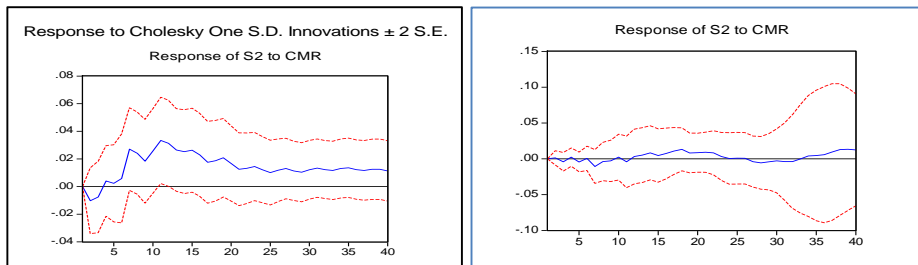 Response to Cholesky One S.D. Innovations ± 2 S.E.
Response of S2 to CMR
.08
.06
.04
.02
.00
-.02
-.04
5 10 15 20 25 30 35 40
Response of S2 to CMR
.15
.10
.05
.00
-.05
-.10
5 10 15 20 25 30 35 40